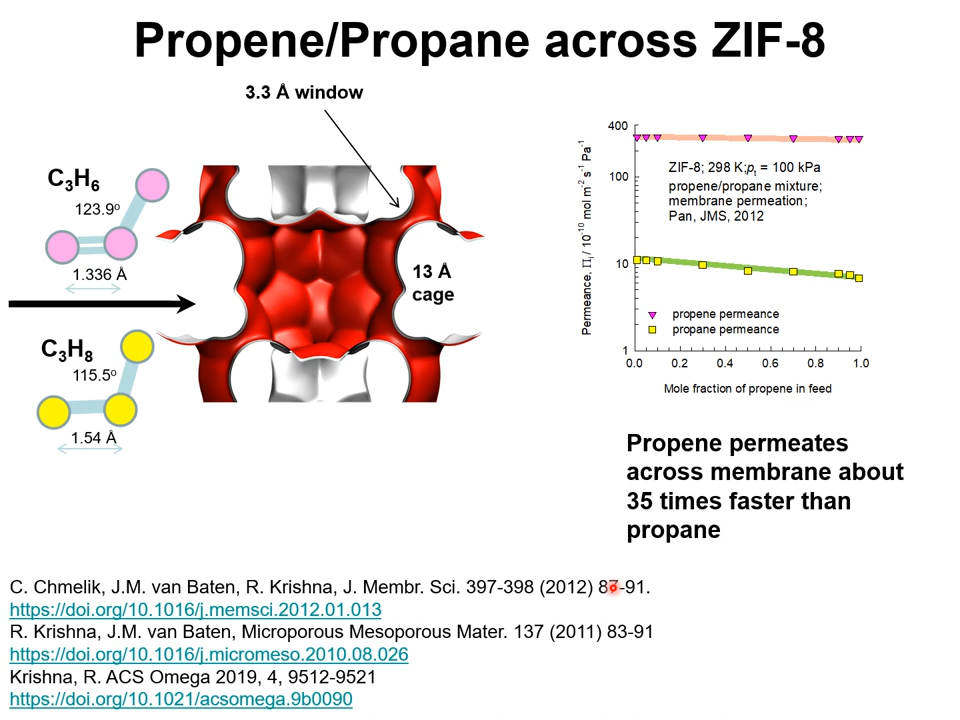 Propene/Propane across ZIF-8
3.3 Å window
C₃H₆
123.9º
1.336 Å
C₃H₈
115.5º
1.54 Å
13 Å
cage
Permeance, ∏ᵢ/ 10⁻¹⁰ mol m⁻² s⁻¹ Pa⁻¹
400
100
10
1
ZIF-8; 298 K;pₜ = 100 kPa
propene/propane mixture;
membrane permeation;
Pan, JMS, 2012
propene permeance
propane permeance
0.0 0.2 0.4 0.6 0.8 1.0
Mole fraction of propene in feed
Propene permeates
across membrane about
35 times faster than
propane
C. Chmelik, J.M. van Baten, R. Krishna, J. Membr. Sci. 397-398 (2012) 87-91.
https://doi.org/10.1016/j.memsci.2012.01.013
R. Krishna, J.M. van Baten, Microporous Mesoporous Mater. 137 (2011) 83-91
https://doi.org/10.1016/j.micromeso.2010.08.026
Krishna, R. ACS Omega 2019, 4, 9512-9521
https://doi.org/10.1021/acsomega.9b0090